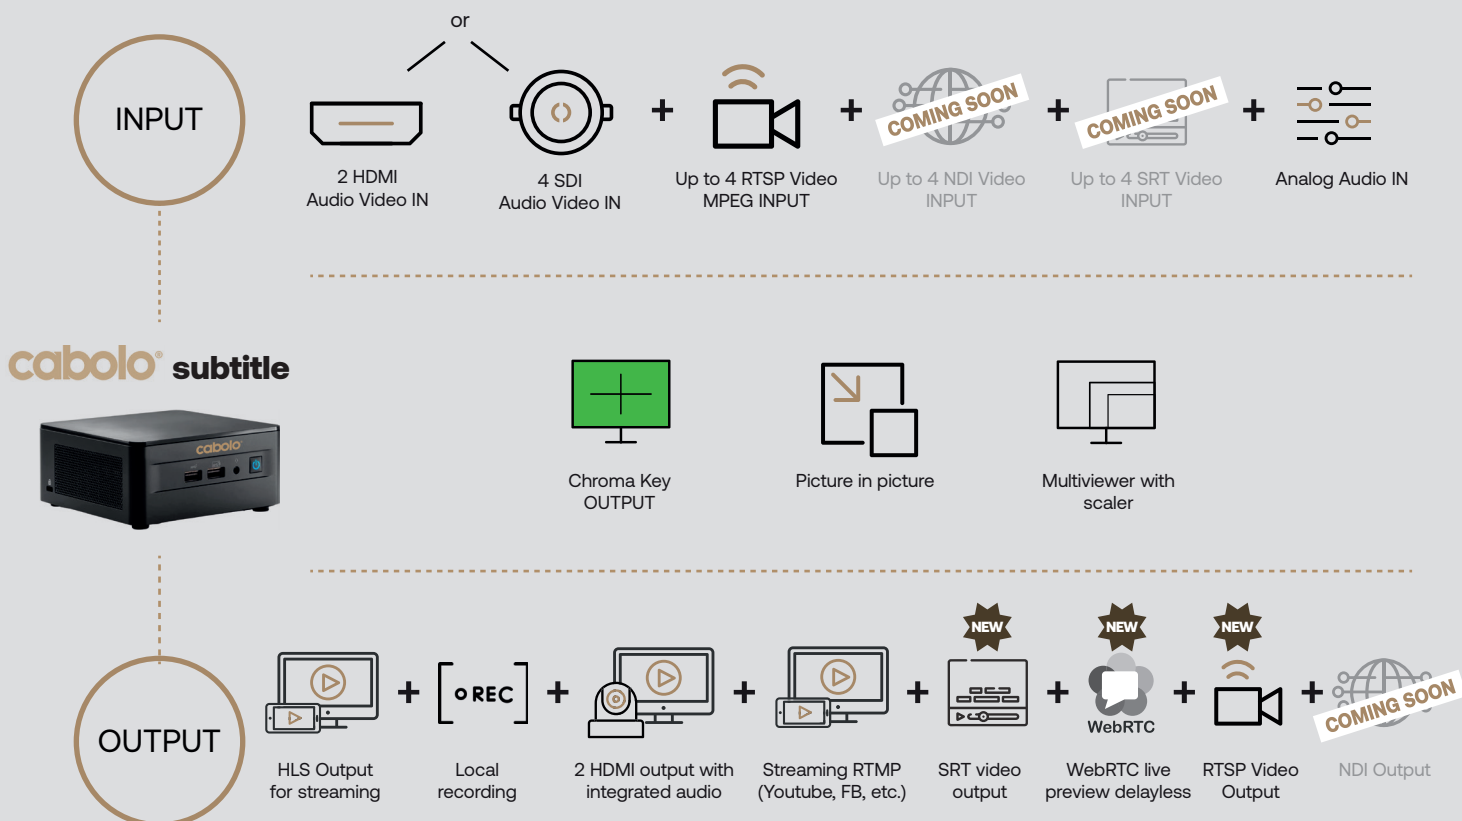 or
INPUT
COMING SOON
COMING SOON
2 HDMI
Audio Video IN
4 SDI
Audio Video IN
Up to 4 RTSP Video
MPEG INPUT
Up to 4 NDI Video
INPUT
Up to 4 SRT Video
INPUT
Analog Audio IN
cabolo® subtitle
cabolo
Chroma Key
OUTPUT
Picture in picture
Multiviewer with
scaler
OUTPUT
NEW
NEW
NEW
REC
WebRTC
COMING SOON
HLS Output
for streaming
Local
recording
2 HDMI output with
integrated audio
Streaming RTMP
(Youtube, FB, etc.)
SRT video
output
WebRTC live
preview delayless
RTSP Video
Output
NDI Output